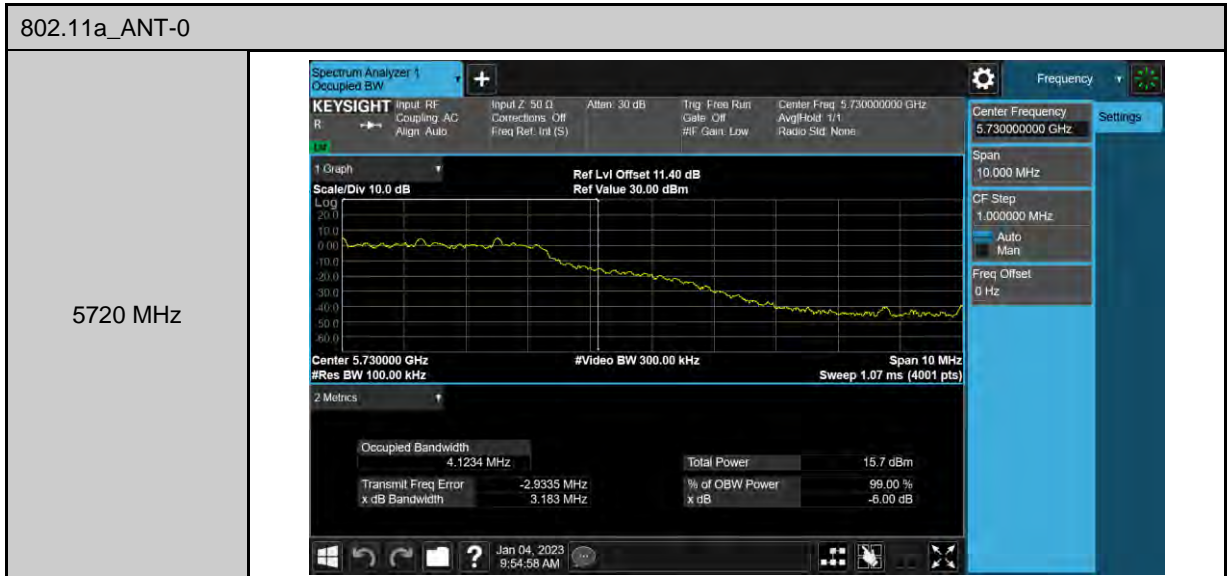 802.11a_ANT-0
5720 MHz
Spectrum Analyzer 1
Occupied BW
+
Frequency
KEYSIGHT
R
Input: RF
Coupling: AC
Align: Auto
Input Z: 50 Ω
Corrections: Off
Freq Ref: Int (S)
Atten: 30 dB
Trig: Free Run
Gate: Off
#IF Gain: Low
Center Freq: 5.730000000 GHz
Avg|Hold: 1/1
Radio Std: None
Center Frequency
5.730000000 GHz
Settings
Span
10.000 MHz
CF Step
1.000000 MHz
Auto
Man
Freq Offset
0 Hz
1 Graph
Ref Lvl Offset 11.40 dB
Scale/Div 10.0 dB
Ref Value 30.00 dBm
Log
20.0
10.0
0.00
-10.0
-20.0
-30.0
-40.0
-50.0
-60.0
Center 5.730000 GHz
#Video BW 300.00 kHz
Span 10 MHz
#Res BW 100.00 kHz
Sweep 1.07 ms (4001 pts)
2 Metrics
Occupied Bandwidth
4.1234 MHz
Total Power 15.7 dBm
Transmit Freq Error -2.9335 MHz
% of OBW Power 99.00 %
x dB Bandwidth 3.183 MHz
x dB -6.00 dB
?
Jan 04, 2023
9:54:58 AM